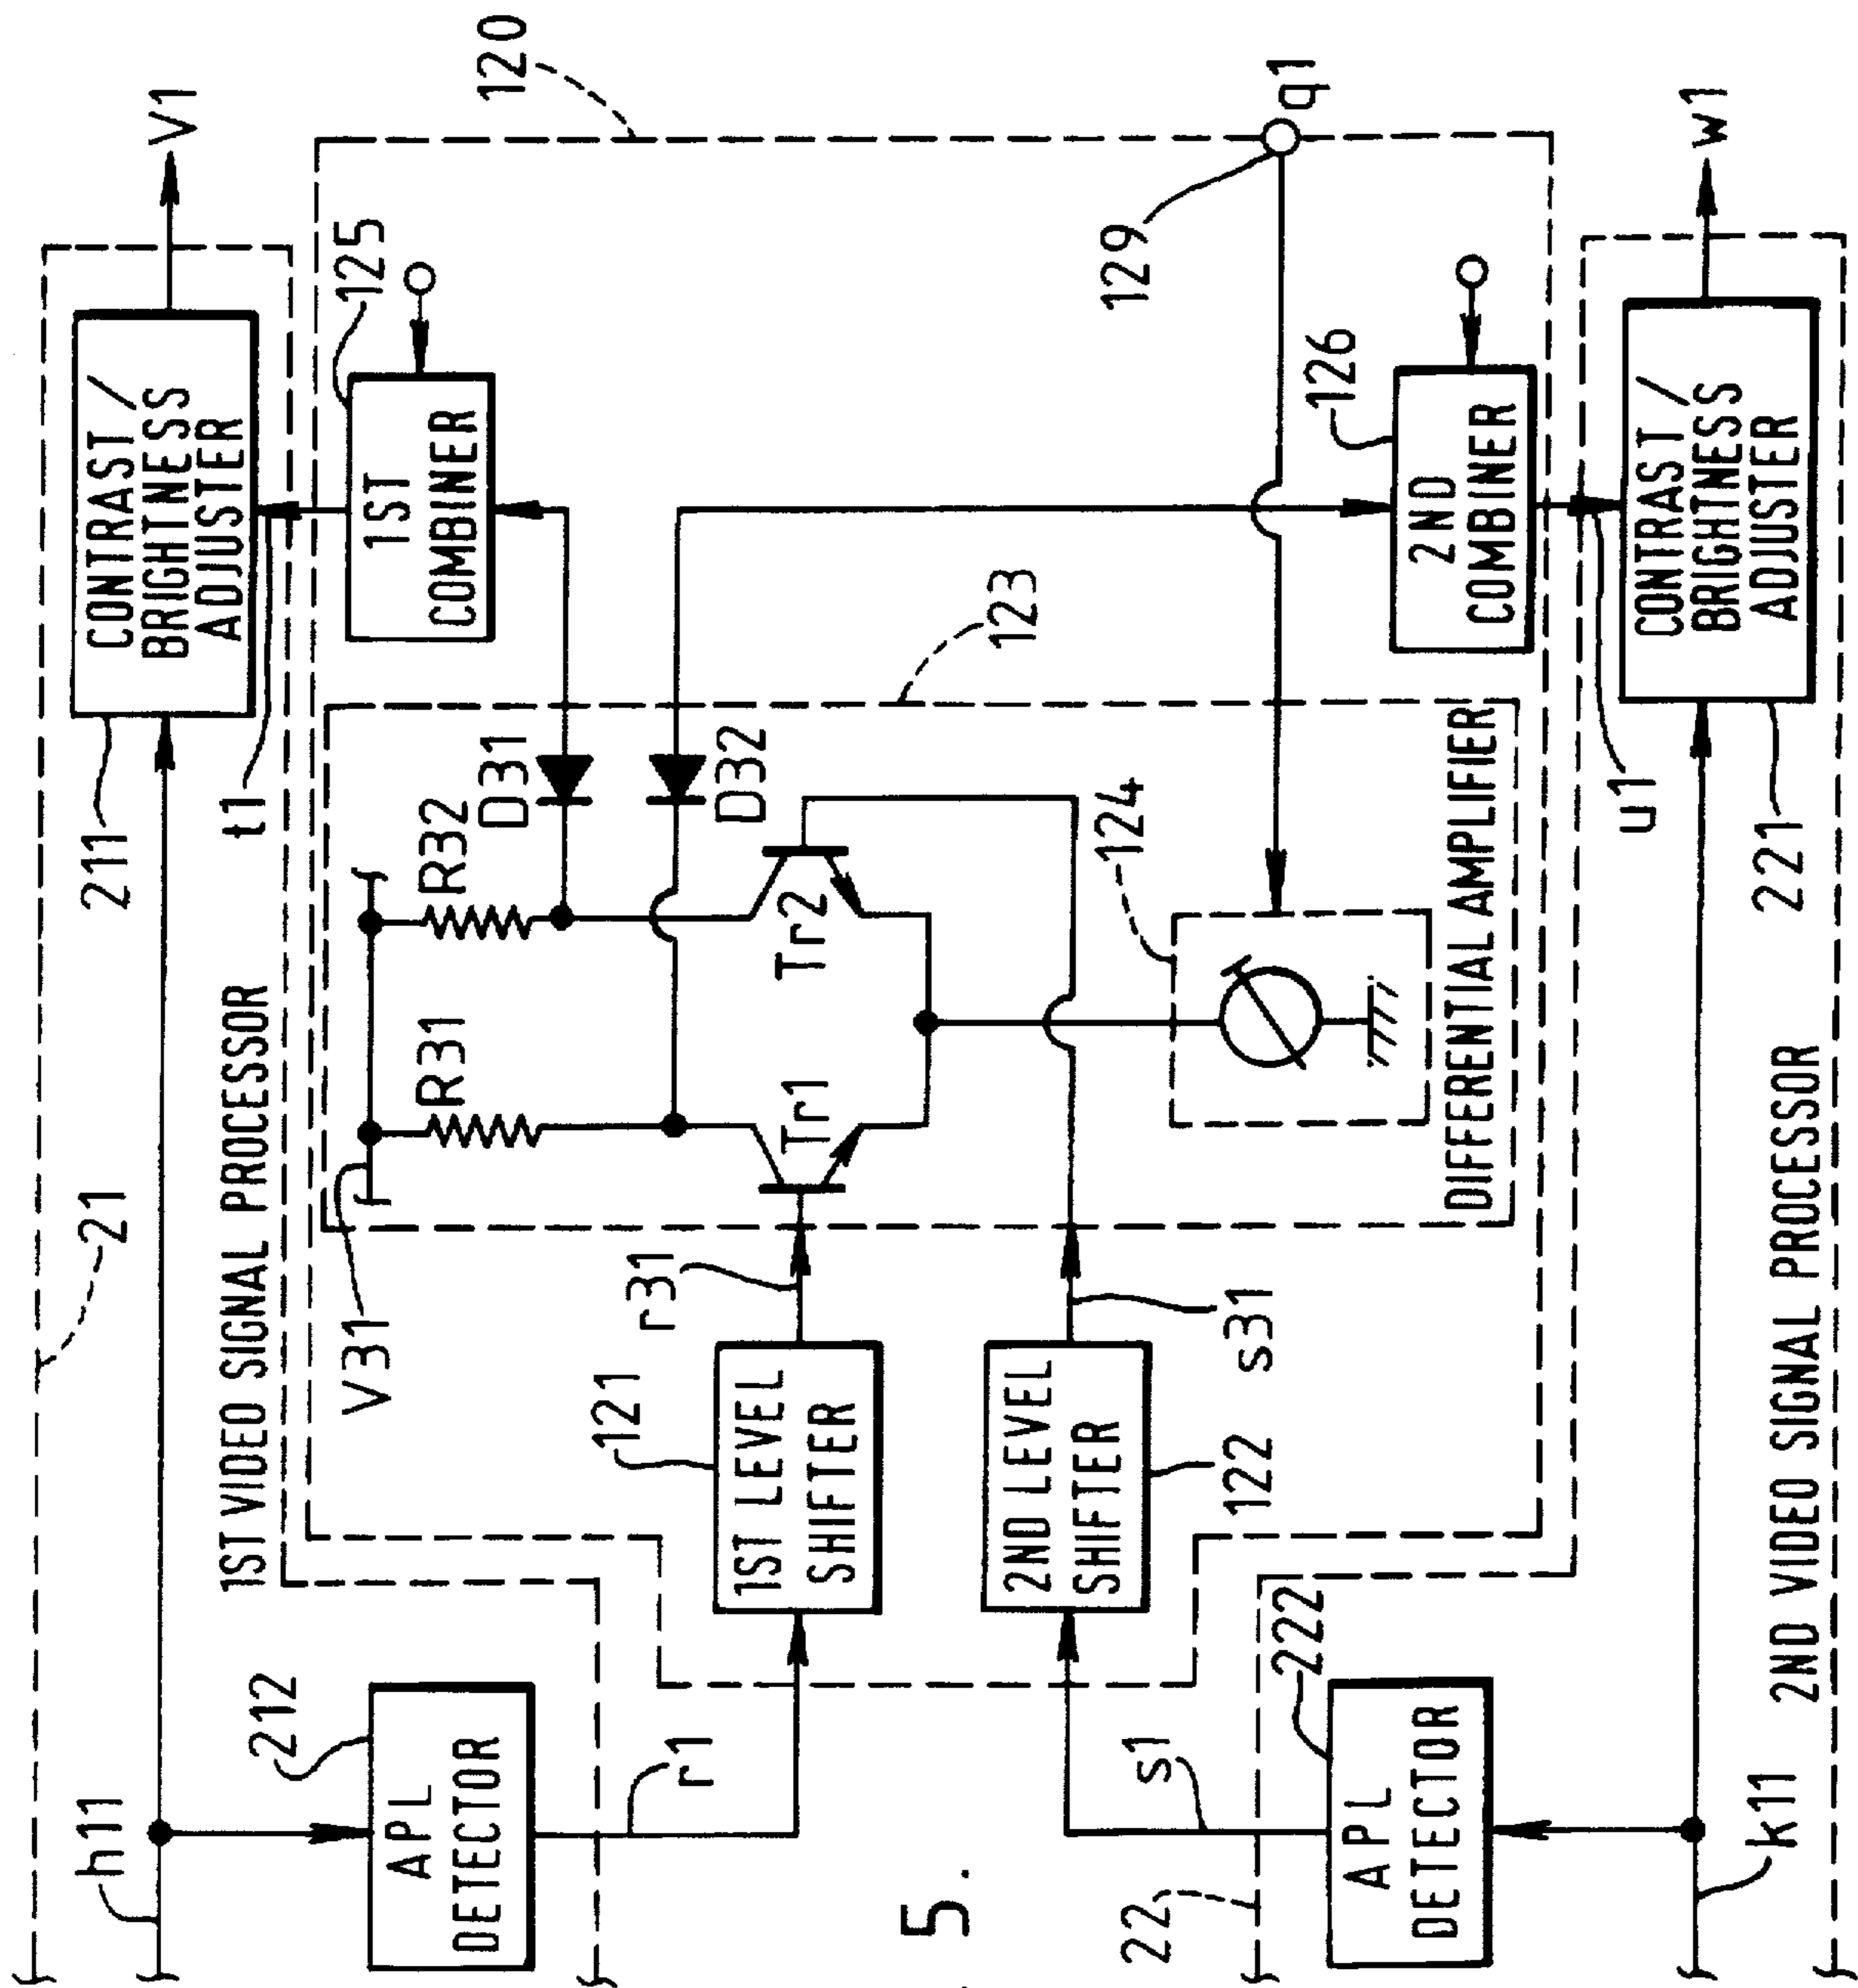 h11
21
V1
211
CONTRAST/
BRIGHTNESS
ADJUSTER
212
APL
DETECTOR
t1
1ST VIDEO SIGNAL PROCESSOR
r1
120
125
1ST
COMBINER
V31
R31
R32
D31
D32
123
121
1ST LEVEL
SHIFTER
r31
Tr1
Tr2
2ND LEVEL
SHIFTER
122
s31
124
DIFFERENTIAL AMPLIFIER
129
q1
126
2ND
COMBINER
5.
22
s1
222
APL
DETECTOR
u1
CONTRAST/
BRIGHTNESS
ADJUSTER
221
w1
k11
2ND VIDEO SIGNAL PROCESSOR